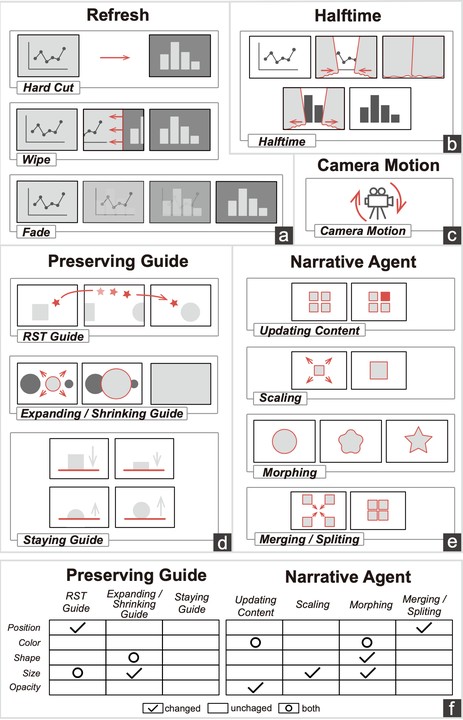 Refresh
Hard Cut
Wipe
Fade
a
Halftime
Halftime
b
Camera Motion
Camera Motion
c
Preserving Guide
RST Guide
Expanding / Shrinking Guide
Staying Guide
d
Narrative Agent
Updating Content
Scaling
Morphing
Merging / Spliting
e
Preserving Guide
Narrative Agent
RST Guide
Expanding / Shrinking Guide
Staying Guide
Updating Content
Scaling
Morphing
Merging / Spliting
Position
Color
Shape
Size
Opacity
changed
unchaged
both
f